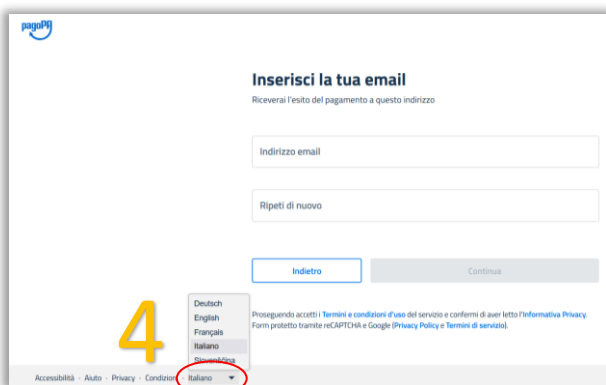 pagoPA
Inserisci la tua email
Riceverai l'esito del pagamento a questo indirizzo
Indirizzo email
Ripeti di nuovo
Indietro
Continua
Proseguendo accetti i Termini e condizioni d'uso del servizio e confermi di aver letto l'Informativa Privacy.
Form protetto tramite reCAPTCHA e Google (Privacy Policy e Termini di servizio).
4
Deutsch
English
Français
Italiano
Slovenščina
Accessibilità - Aiuto - Privacy - Condizioni - Italiano